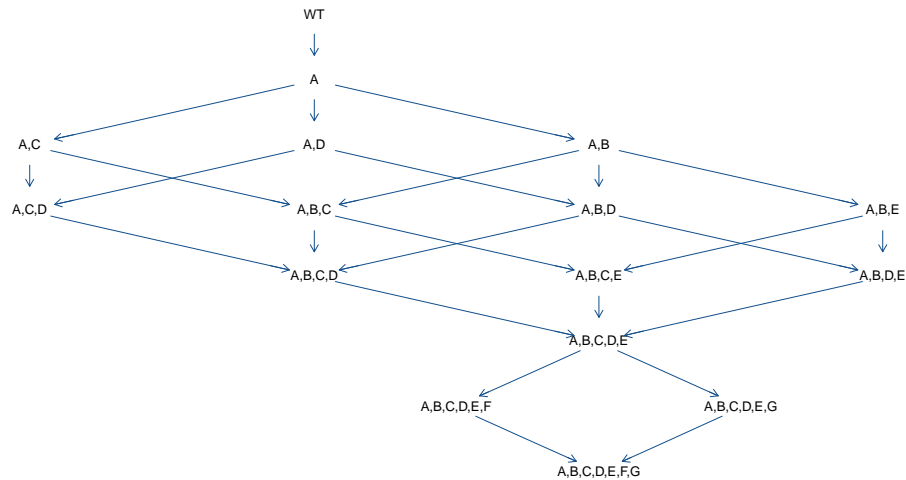 WT
A
A,C
A,D
A,B
A,C,D
A,B,C
A,B,D
A,B,E
A,B,C,D
A,B,C,E
A,B,D,E
A,B,C,D,E
A,B,C,D,E,F
A,B,C,D,E,G
A,B,C,D,E,F,G